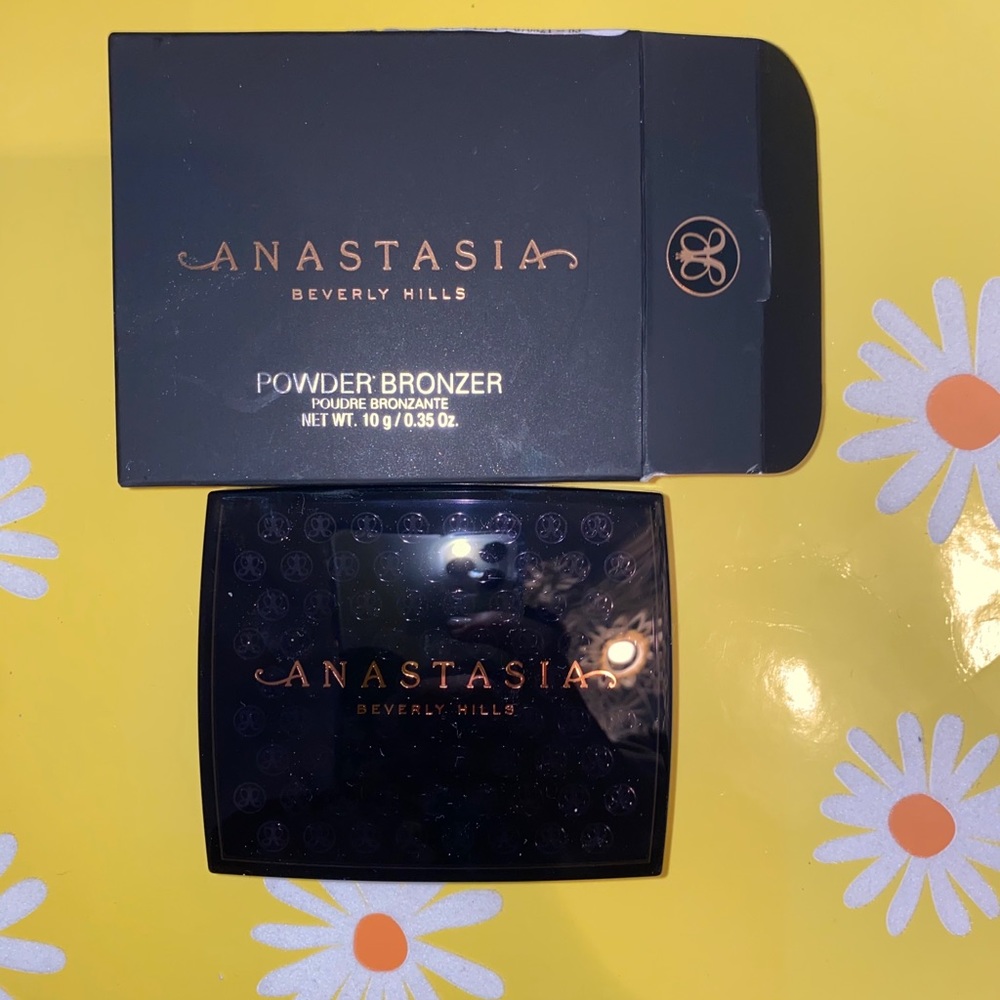 ANASTASIA
BEVERLY HILLS
POWDER BRONZER
POUDRE BRONZANTE
NET WT. 10 g / 0.35 Oz.
ANASTASIA
BEVERLY HILLS